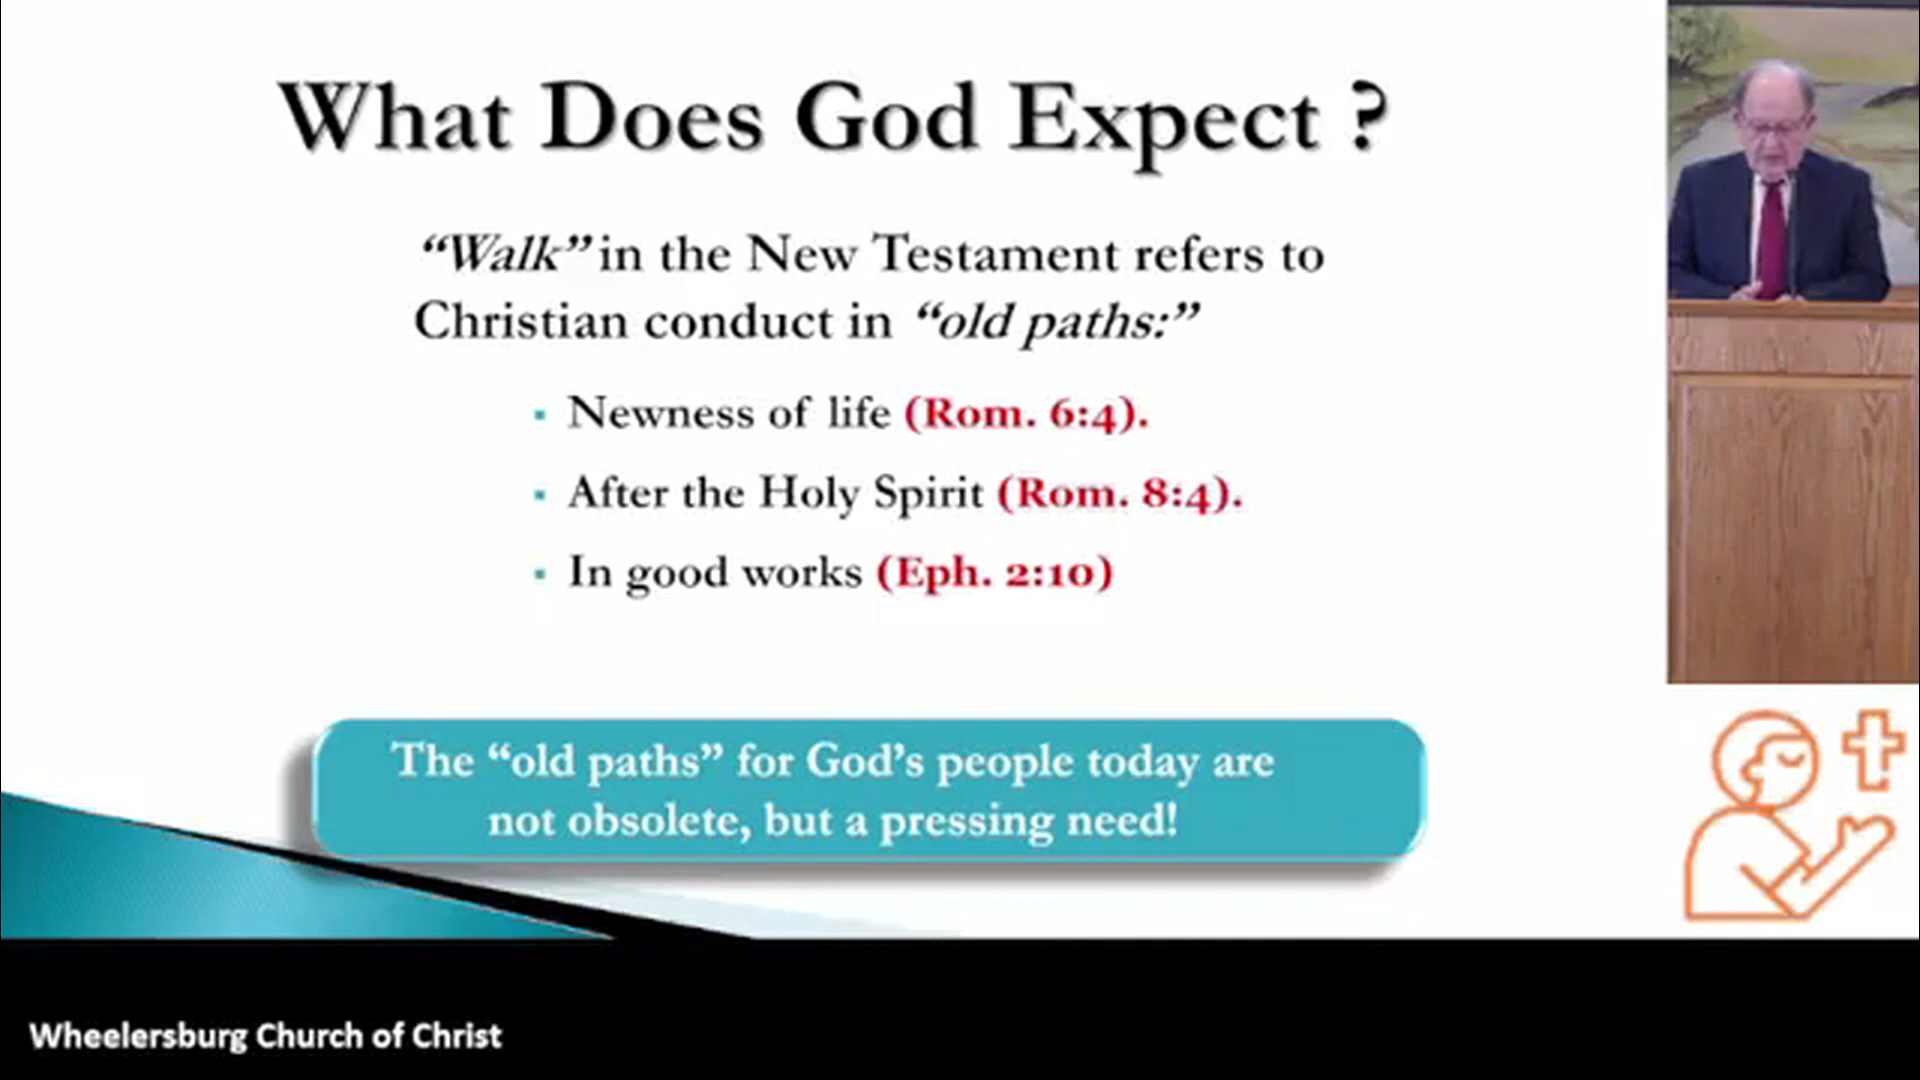 What Does God Expect ?
“Walk” in the New Testament refers to
Christian conduct in “old paths:”
▪ Newness of life (Rom. 6:4).
▪ After the Holy Spirit (Rom. 8:4).
▪ In good works (Eph. 2:10)
The “old paths” for God’s people today are
not obsolete, but a pressing need!
Wheelersburg Church of Christ